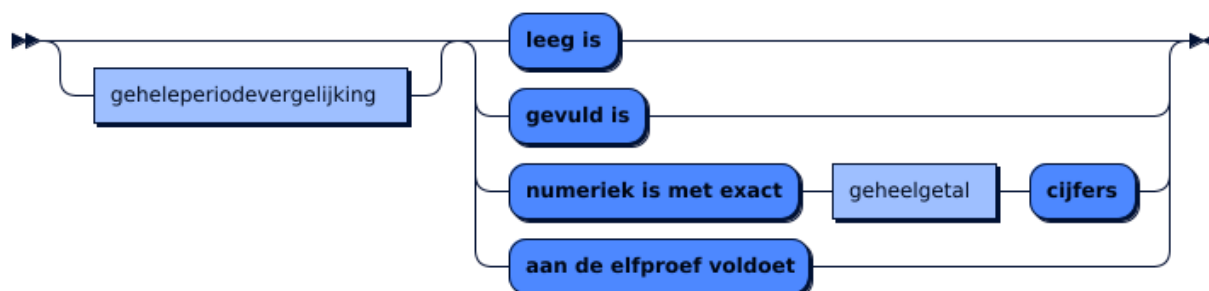 leeg is
geheleperiodevergelijking
gevuld is
numeriek is met exact geheelgetal cijfers
aan de elfproef voldoet